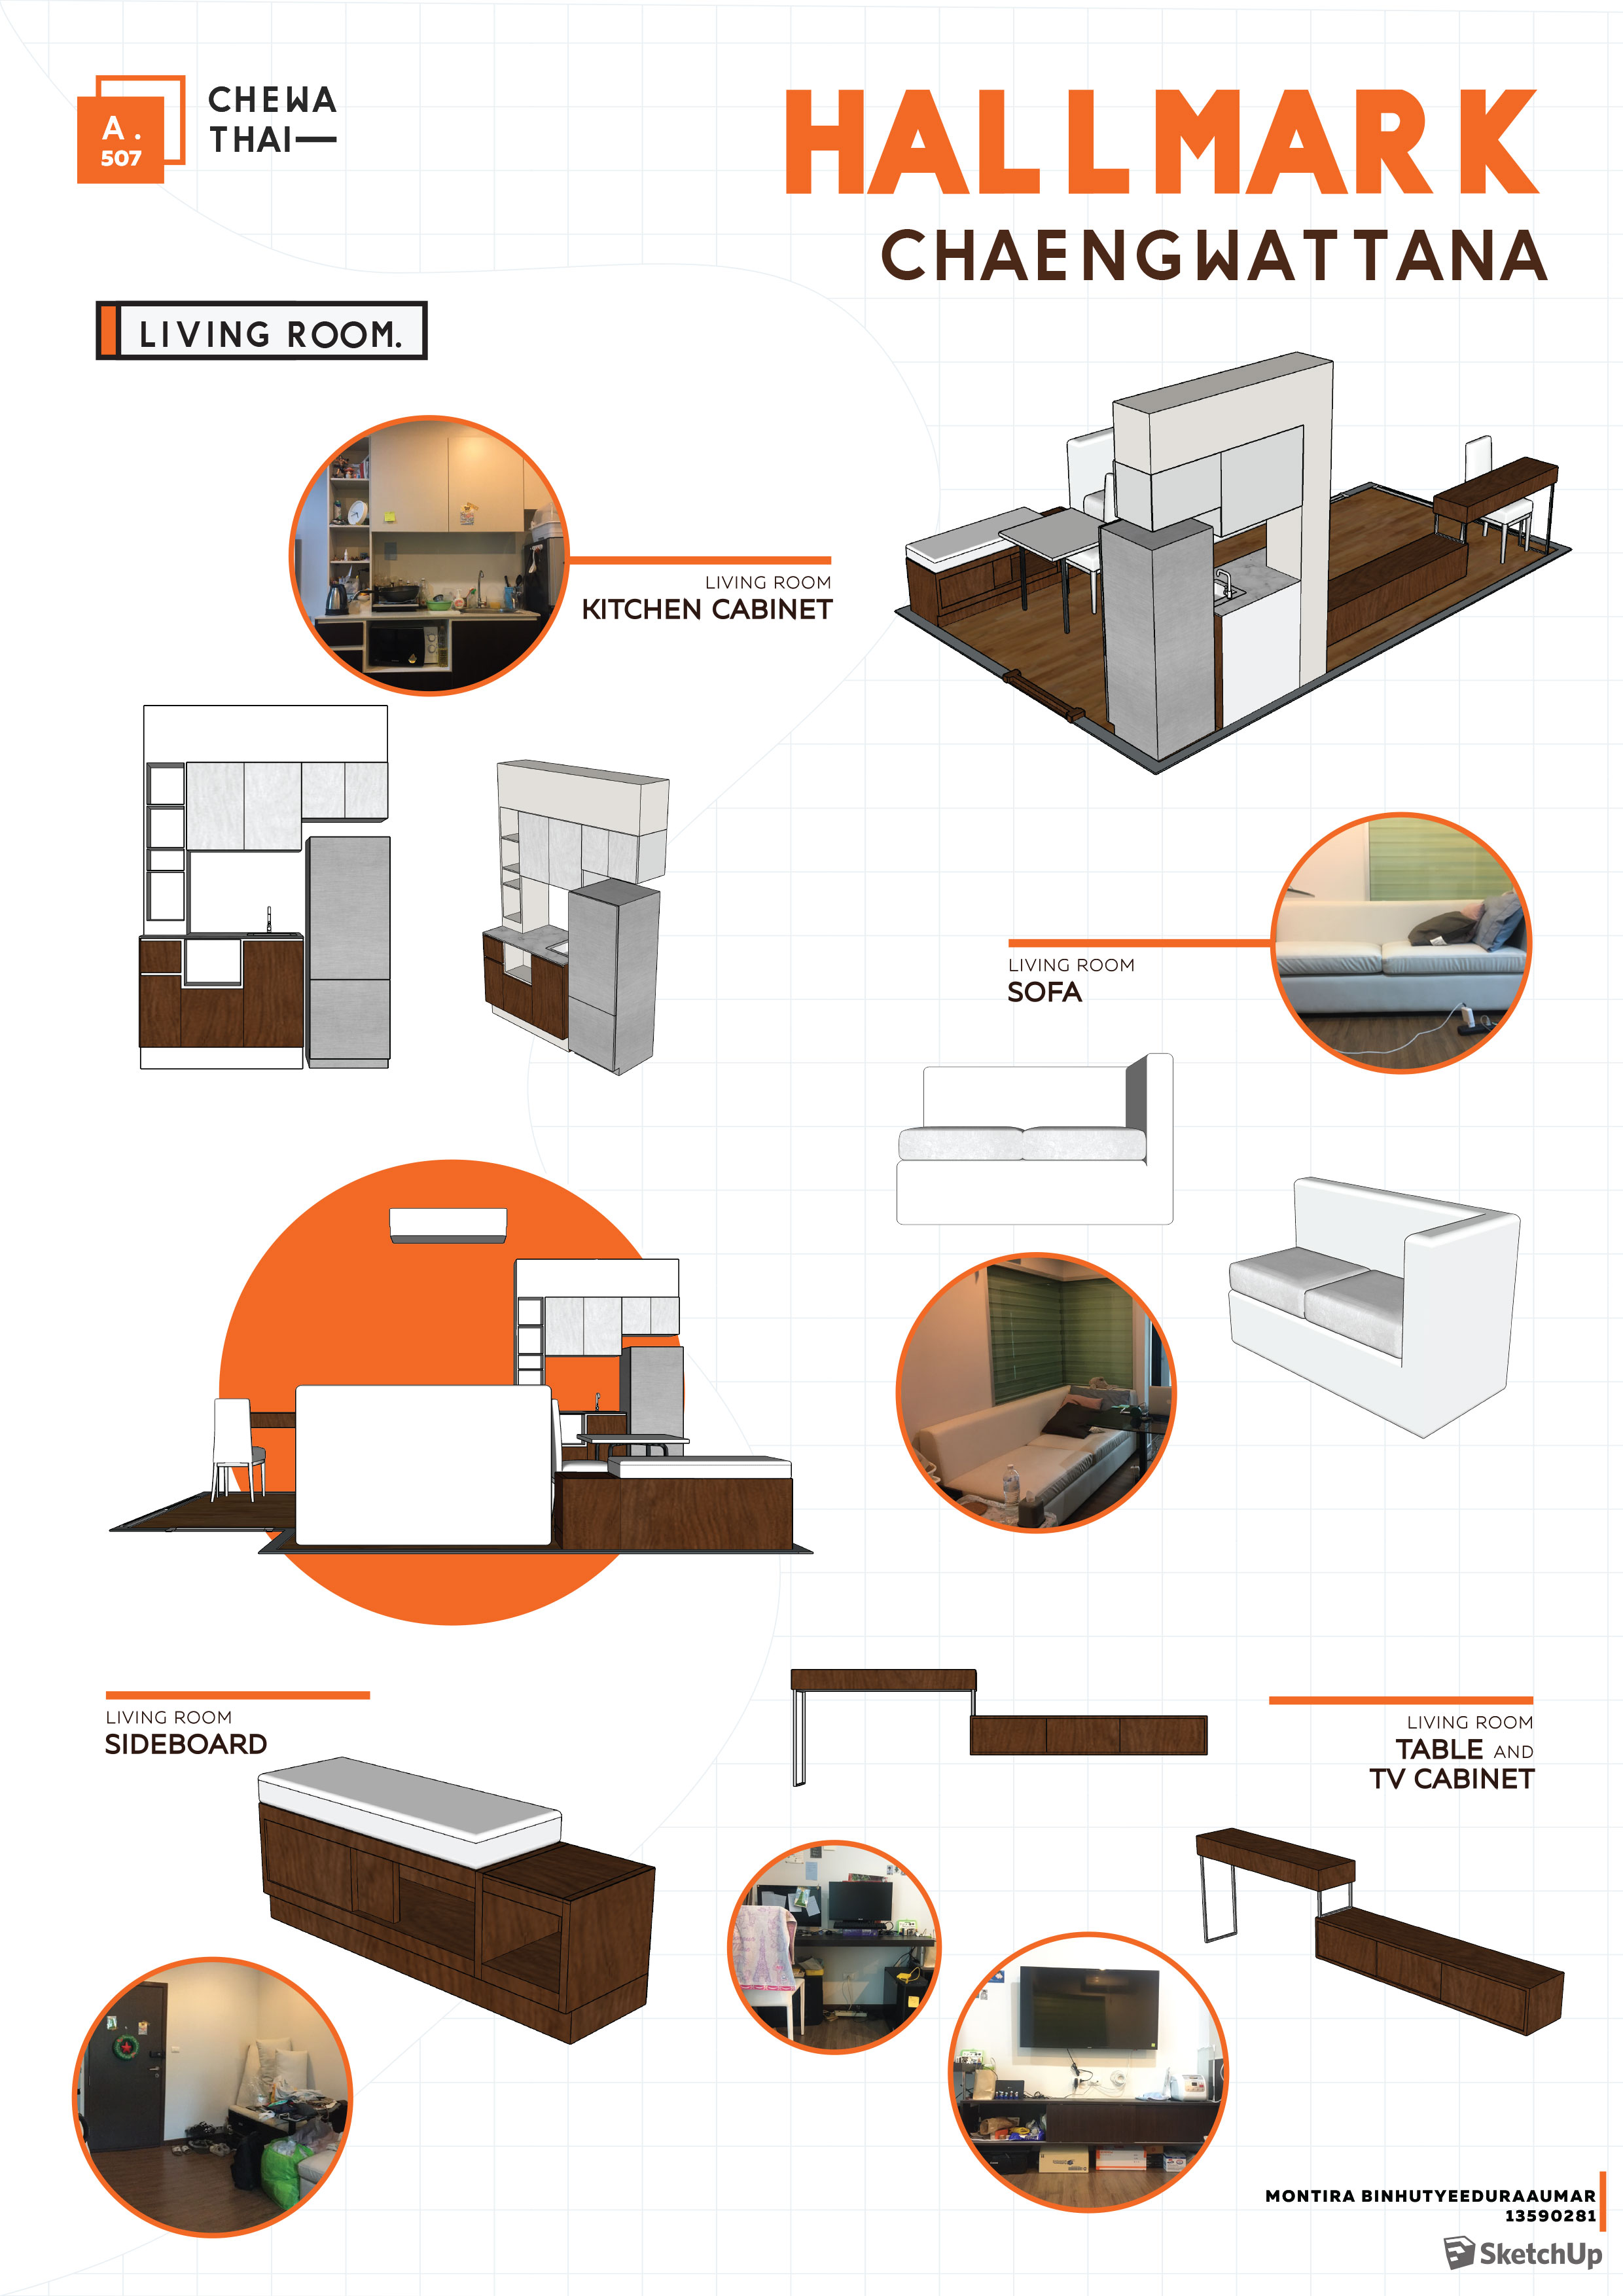 A.
507
CHEWA
THAI—
HALLMARK
CHAENGWATTANA
LIVING ROOM.
LIVING ROOM
KITCHEN CABINET
LIVING ROOM
SOFA
LIVING ROOM
SIDEBOARD
LIVING ROOM
TABLE AND
TV CABINET
MONTIRA BINHUTYEEDURAAUMAR
13590281
SketchUp